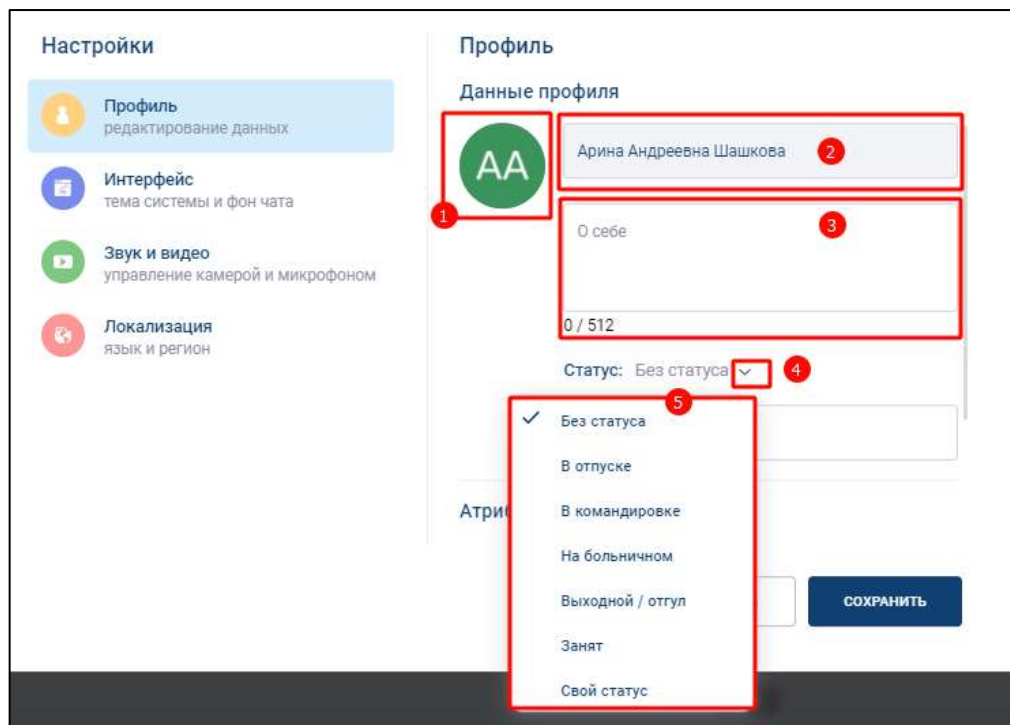 Настройки
Профиль
редактирование данных
Интерфейс
тема системы и фон чата
Звук и видео
управление камерой и микрофоном
Локализация
язык и регион
Профиль
Данные профиля
АА
1
Арина Андреевна Шашкова 2
О себе 3
0 / 512
Статус: Без статуса 4
5
Без статуса
В отпуске
В командировке
На больничном
Выходной / отгул
Занят
Свой статус
Атри
СОХРАНИТЬ